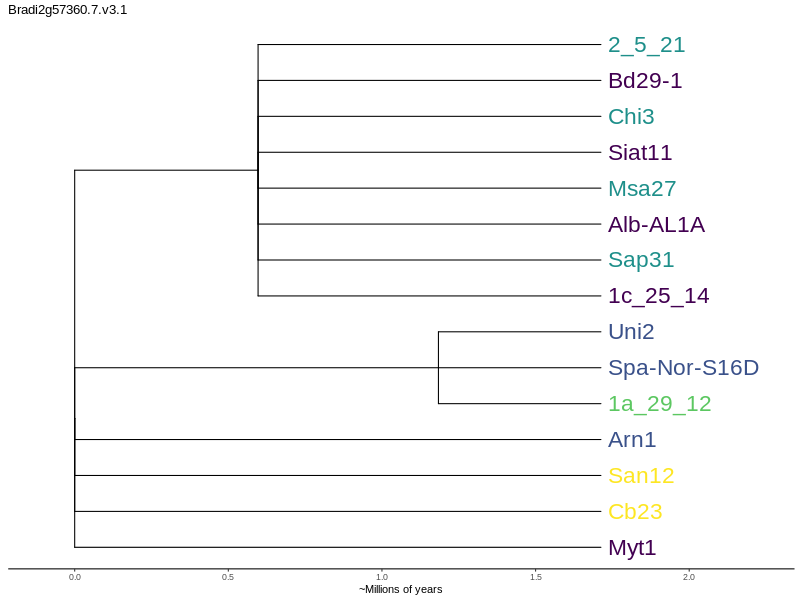 Bradi2g57360.7.v3.1
2_5_21
Bd29-1
Chi3
Siat11
Msa27
Alb-AL1A
Sap31
1c_25_14
Uni2
Spa-Nor-S16D
1a_29_12
Arn1
San12
Cb23
Myt1
0.0 0.5 1.0 1.5 2.0
~Millions of years